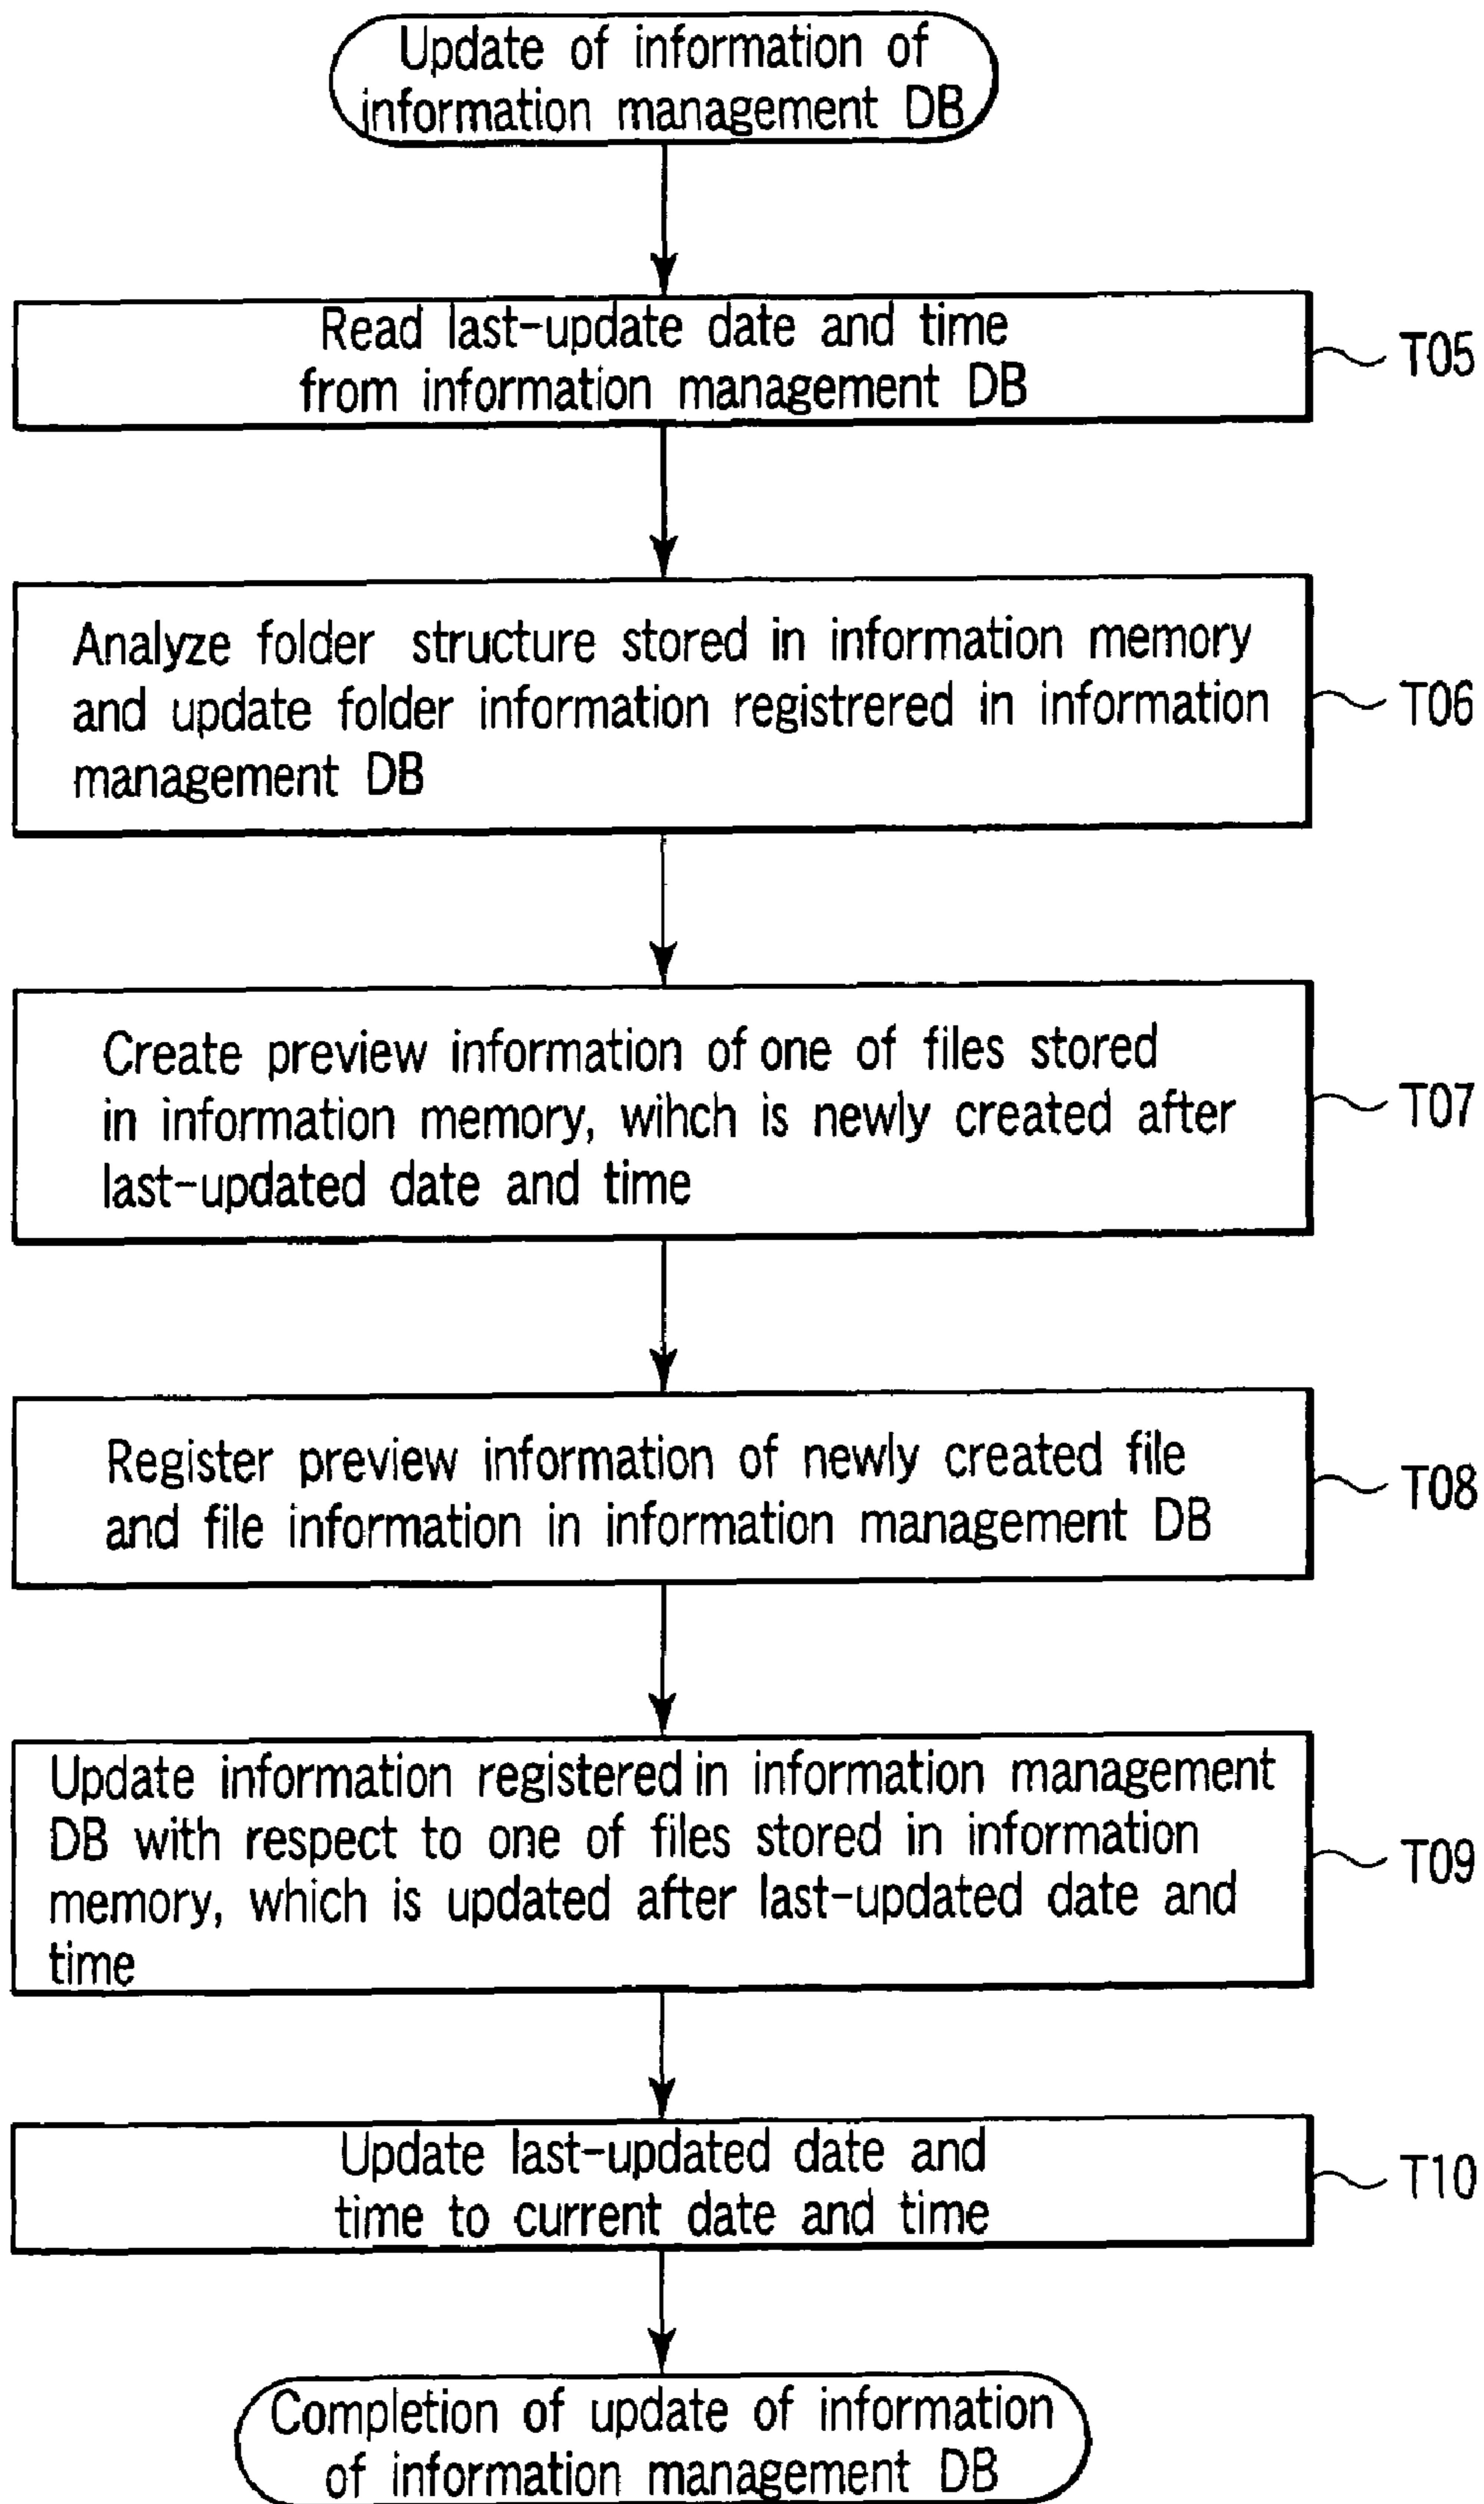 Update of information of
information management DB
Read last-update date and time
from information management DB
T05
Analyze folder structure stored in information memory
and update folder information registrered in information
management DB
T06
Create preview information of one of files stored
in information memory, wihch is newly created after
last-updated date and time
T07
Register preview information of newly created file
and file information in information management DB
T08
Update information registered in information management
DB with respect to one of files stored in information
memory, which is updated after last-updated date and
time
T09
Update last-updated date and
time to current date and time
T10
Completion of update of information
of information management DB